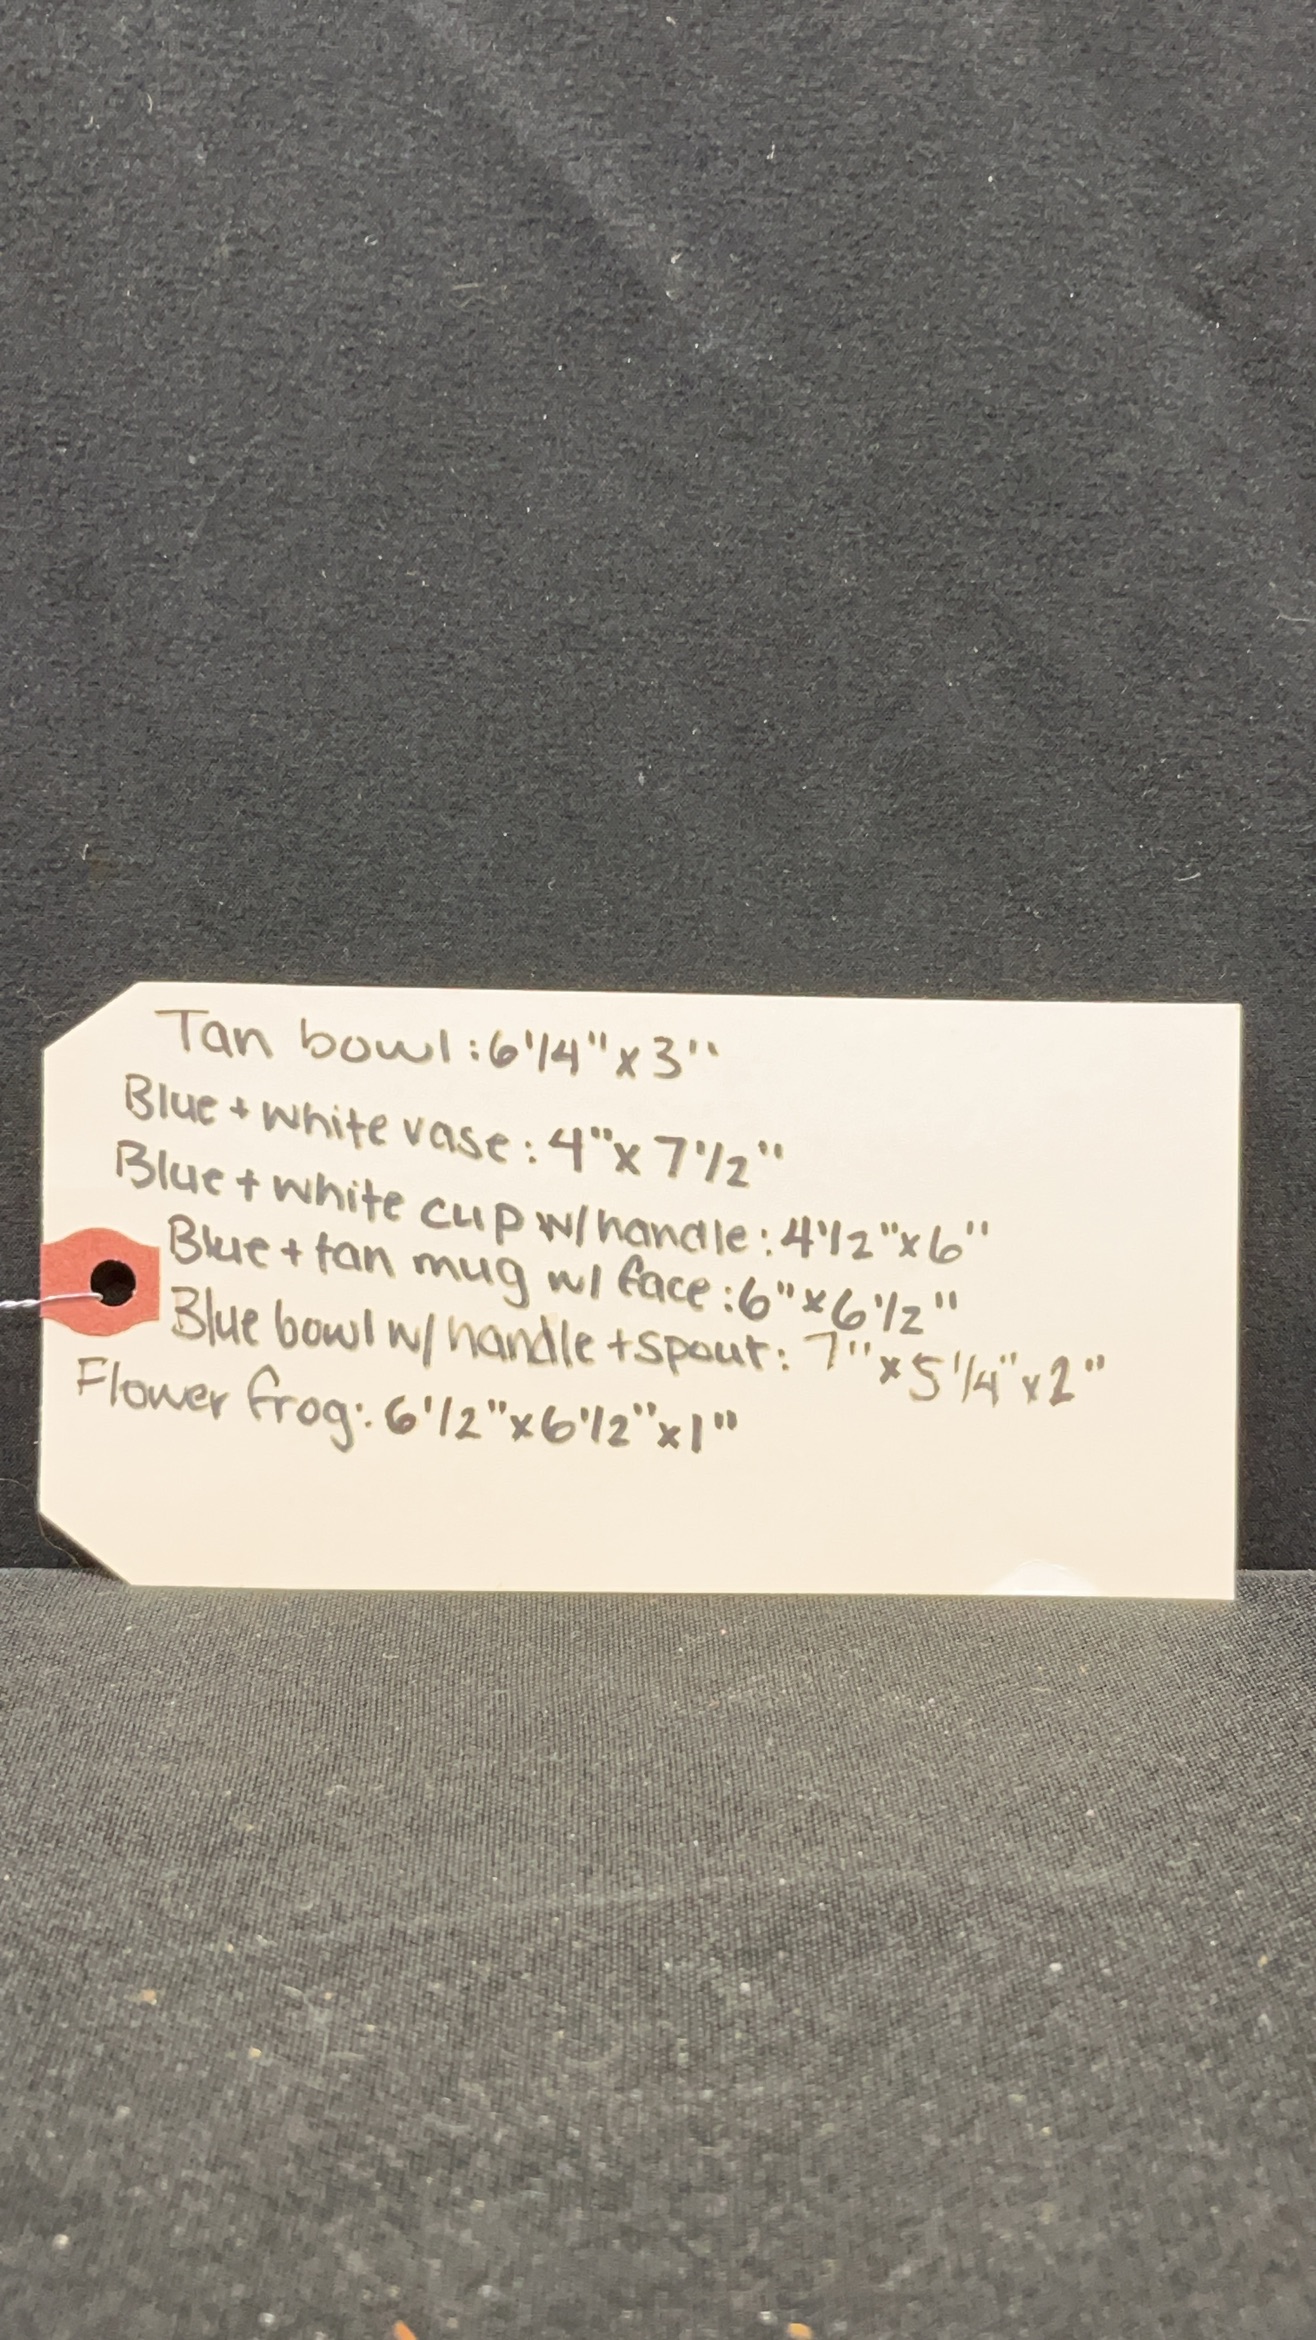 Tan bowl: 6 1/4" x 3"
Blue + white vase: 4" x 7 1/2"
Blue + white cup w/ handle: 4 1/2" x 6"
Blue + tan mug w/ face: 6" x 6 1/2"
Blue bowl w/ handle + spout: 7" x 5 1/4" x 2"
Flower frog: 6 1/2" x 6 1/2" x 1"